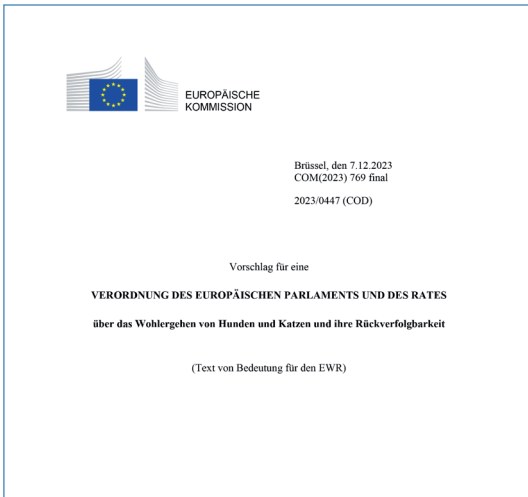 EUROPÄISCHE
KOMMISSION
Brüssel, den 7.12.2023
COM(2023) 769 final
2023/0447 (COD)
Vorschlag für eine
VERORDNUNG DES EUROPÄISCHEN PARLAMENTS UND DES RATES
über das Wohlergehen von Hunden und Katzen und ihre Rückverfolgbarkeit
(Text von Bedeutung für den EWR)